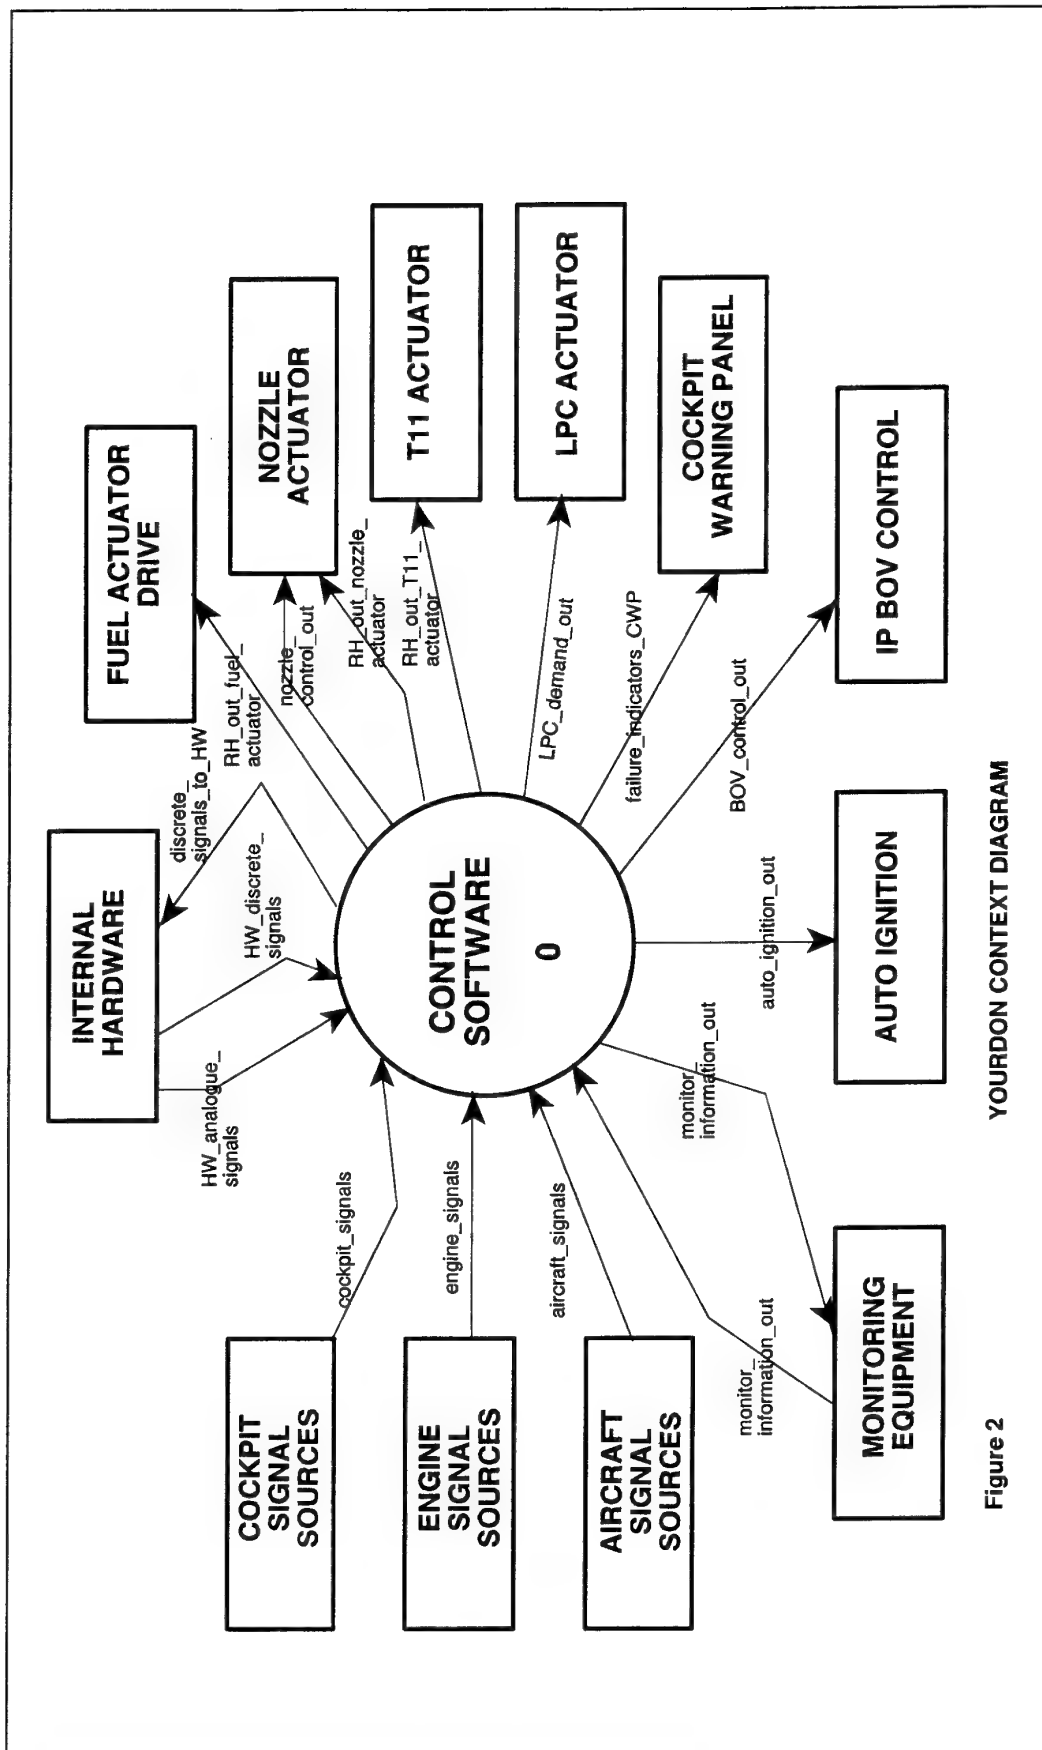 INTERNAL
HARDWARE
FUEL ACTUATOR
DRIVE
discrete_
signals_to_HW
RH_out_fuel_
actuator
HW_analogue_
signals
HW_discrete_
signals
nozzle_
control_out
NOZZLE
ACTUATOR
COCKPIT
SIGNAL
SOURCES
cockpit_signals
RH_out_nozzle_
actuator
RH_out_T11_
actuator
T11 ACTUATOR
ENGINE
SIGNAL
SOURCES
engine_signals
CONTROL
SOFTWARE
0
LPC_demand_out
LPC ACTUATOR
AIRCRAFT
SIGNAL
SOURCES
aircraft_signals
failure_indicators_CWP
COCKPIT
WARNING PANEL
monitor_
information_out
monitor_
information_out
auto_ignition_out
BOV_control_out
MONITORING
EQUIPMENT
AUTO IGNITION
IP BOV CONTROL
Figure 2
YOURDON CONTEXT DIAGRAM